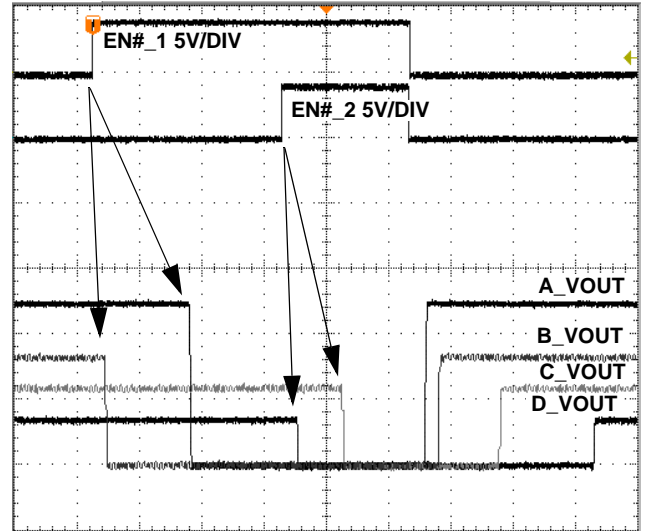 EN#_1 5V/DIV
EN#_2 5V/DIV
A_VOUT
B_VOUT
C_VOUT
D_VOUT